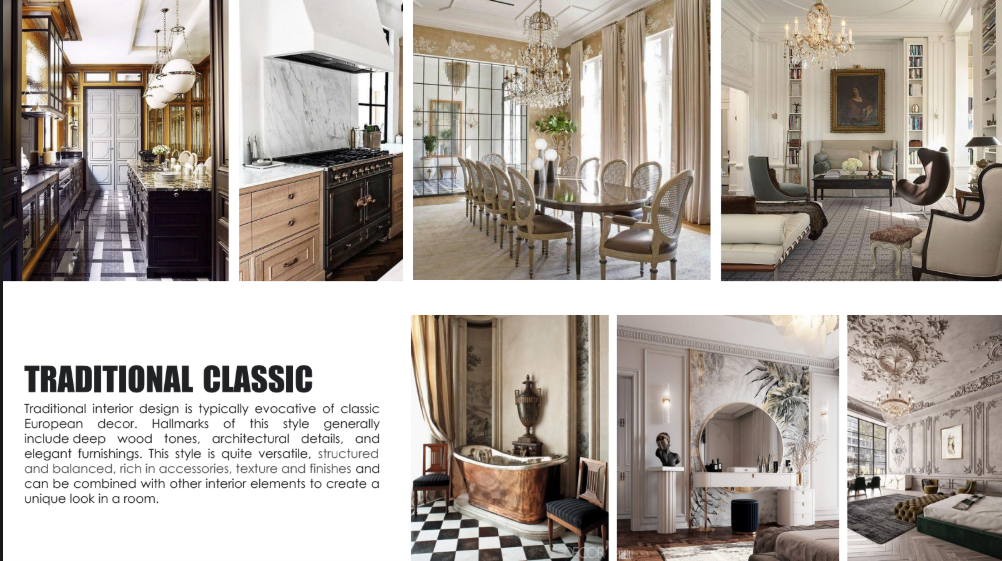 TRADITIONAL CLASSIC
Traditional interior design is typically evocative of classic
European decor. Hallmarks of this style generally
include deep wood tones, architectural details, and
elegant furnishings. This style is quite versatile, structured
and balanced, rich in accessories, texture and finishes and
can be combined with other interior elements to create a
unique look in a room.